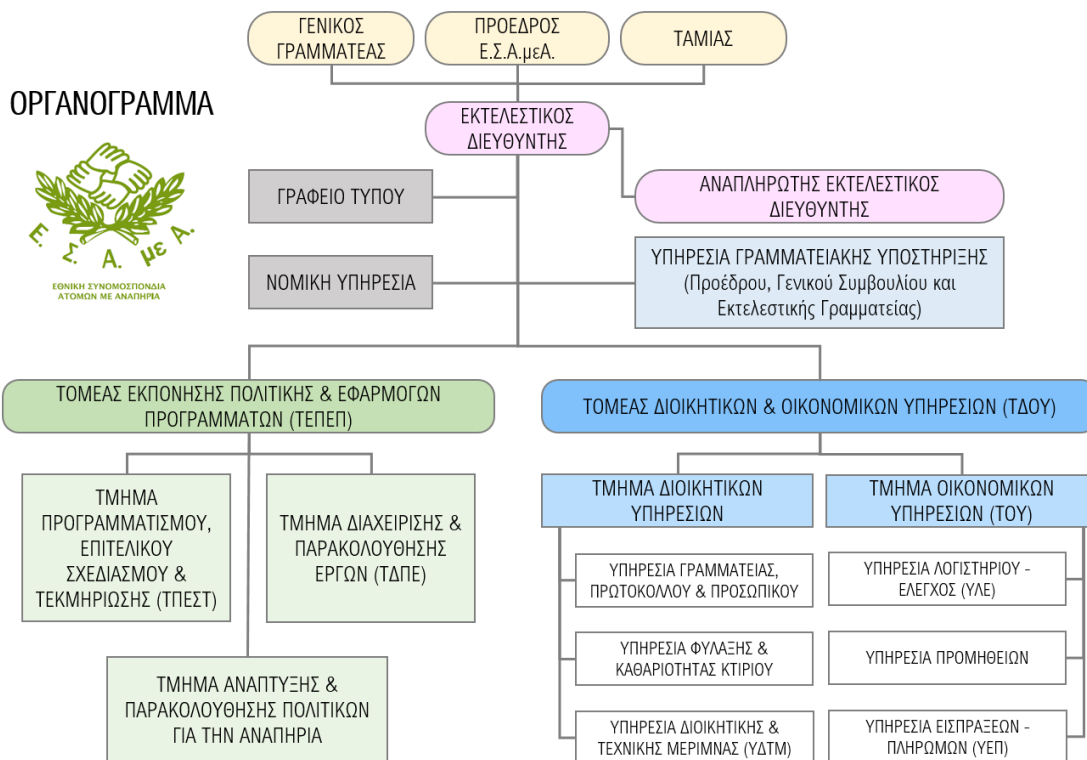 ΓΕΝΙΚΟΣ
ΓΡΑΜΜΑΤΕΑΣ
ΠΡΟΕΔΡΟΣ
Ε.Σ.Α.μεΑ.
ΤΑΜΙΑΣ
ΟΡΓΑΝΟΓΡΑΜΜΑ
ΕΚΤΕΛΕΣΤΙΚΟΣ
ΔΙΕΥΘΥΝΤΗΣ
ΑΝΑΠΛΗΡΩΤΗΣ ΕΚΤΕΛΕΣΤΙΚΟΣ
ΔΙΕΥΘΥΝΤΗΣ
ΓΡΑΦΕΙΟ ΤΥΠΟΥ
Ε. Σ. Α. με Α.
ΕΘΝΙΚΗ ΣΥΝΟΜΟΣΠΟΝΔΙΑ
ΑΤΟΜΩΝ ΜΕ ΑΝΑΠΗΡΙΑ
ΝΟΜΙΚΗ ΥΠΗΡΕΣΙΑ
ΥΠΗΡΕΣΙΑ ΓΡΑΜΜΑΤΕΙΑΚΗΣ ΥΠΟΣΤΗΡΙΞΗΣ
(Προέδρου, Γενικού Συμβουλίου και
Εκτελεστικής Γραμματείας)
ΤΟΜΕΑΣ ΕΚΠΟΝΗΣΗΣ ΠΟΛΙΤΙΚΗΣ & ΕΦΑΡΜΟΓΩΝ
ΠΡΟΓΡΑΜΜΑΤΩΝ (ΤΕΠΕΠ)
ΤΟΜΕΑΣ ΔΙΟΙΚΗΤΙΚΩΝ & ΟΙΚΟΝΟΜΙΚΩΝ ΥΠΗΡΕΣΙΩΝ (ΤΔΟΥ)
ΤΜΗΜΑ
ΠΡΟΓΡΑΜΜΑΤΙΣΜΟΥ,
ΕΠΙΤΕΛΙΚΟΥ
ΣΧΕΔΙΑΣΜΟΥ &
ΤΕΚΜΗΡΙΩΣΗΣ (ΤΠΕΣΤ)
ΤΜΗΜΑ ΔΙΑΧΕΙΡΙΣΗΣ &
ΠΑΡΑΚΟΛΟΥΘΗΣΗΣ
ΕΡΓΩΝ (ΤΔΠΕ)
ΤΜΗΜΑ ΑΝΑΠΤΥΞΗΣ &
ΠΑΡΑΚΟΛΟΥΘΗΣΗΣ ΠΟΛΙΤΙΚΩΝ
ΓΙΑ ΤΗΝ ΑΝΑΠΗΡΙΑ
ΤΜΗΜΑ ΔΙΟΙΚΗΤΙΚΩΝ
ΥΠΗΡΕΣΙΩΝ
ΥΠΗΡΕΣΙΑ ΓΡΑΜΜΑΤΕΙΑΣ,
ΠΡΩΤΟΚΟΛΛΟΥ & ΠΡΟΣΩΠΙΚΟΥ
ΥΠΗΡΕΣΙΑ ΦΥΛΑΞΗΣ &
ΚΑΘΑΡΙΟΤΗΤΑΣ ΚΤΙΡΙΟΥ
ΥΠΗΡΕΣΙΑ ΔΙΟΙΚΗΤΙΚΗΣ &
ΤΕΧΝΙΚΗΣ ΜΕΡΙΜΝΑΣ (ΥΔΤΜ)
ΤΜΗΜΑ ΟΙΚΟΝΟΜΙΚΩΝ
ΥΠΗΡΕΣΙΩΝ (ΤΟΥ)
ΥΠΗΡΕΣΙΑ ΛΟΓΙΣΤΗΡΙΟΥ -
ΕΛΕΓΧΟΣ (ΥΛΕ)
ΥΠΗΡΕΣΙΑ ΠΡΟΜΗΘΕΙΩΝ
ΥΠΗΡΕΣΙΑ ΕΙΣΠΡΑΞΕΩΝ -
ΠΛΗΡΩΜΩΝ (ΥΕΠ)